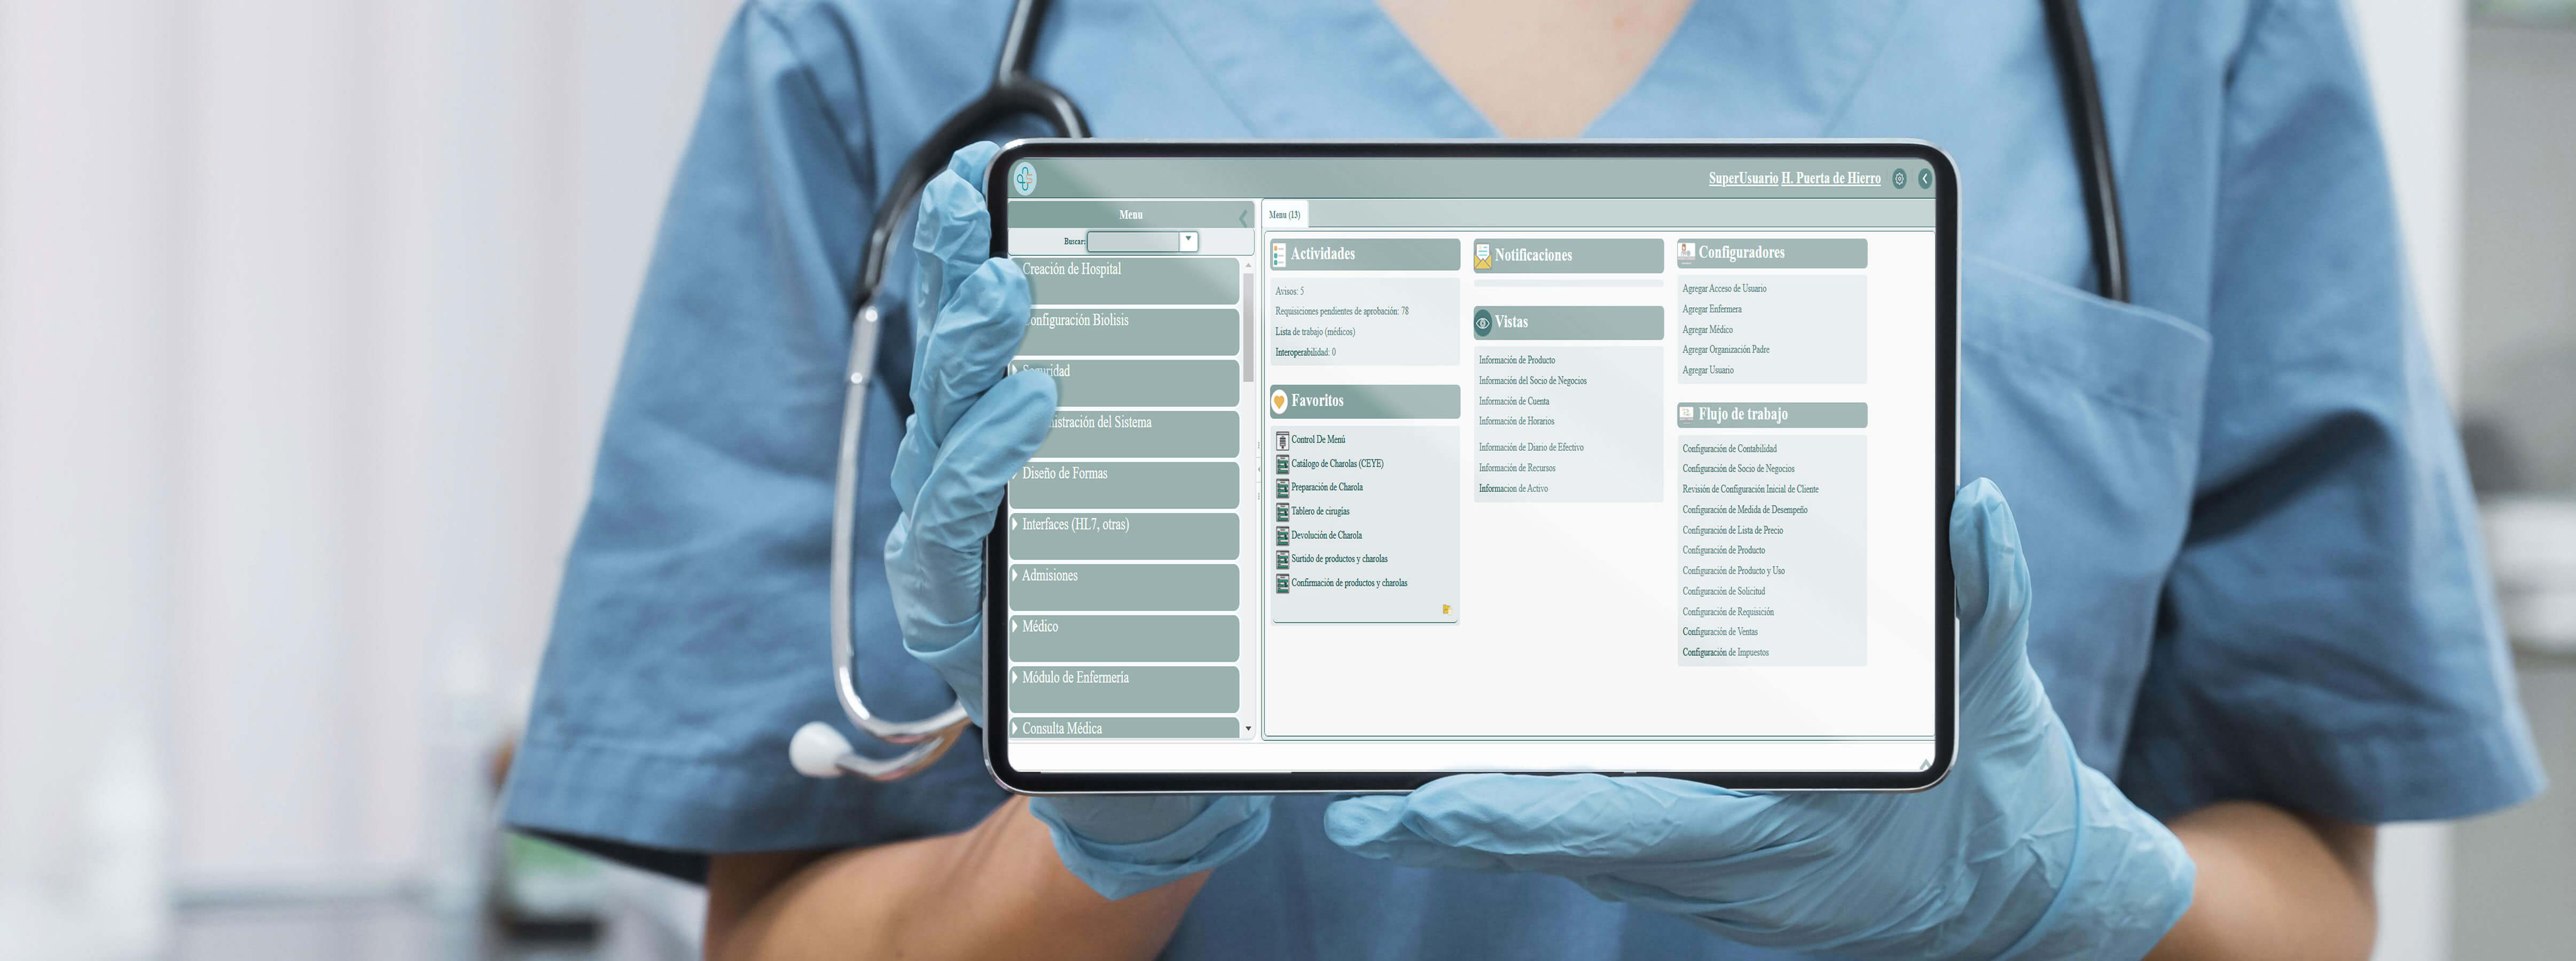 SuperUsuario H. Puerta de Hierro
Menu
Buscar:
Creación de Hospital
Configuración Biolisis
Seguridad
Administración del Sistema
Diseño de Formas
Interfaces (HL7, otras)
Admisiones
Médico
Módulo de Enfermería
Consulta Médica
Menu (13)
Actividades
Avisos: 5
Requisiciones pendientes de aprobación: 78
Lista de trabajo (médicos)
Interoperabilidad: 0
Favoritos
Control De Menú
Catálogo de Charolas (CEYE)
Preparación de Charola
Tablero de cirugías
Devolución de Charola
Surtido de productos y charolas
Confirmación de productos y charolas
Notificaciones
Vistas
Información de Producto
Información del Socio de Negocios
Información de Cuenta
Información de Horarios
Información de Diario de Efectivo
Información de Recursos
Informacion de Activo
Configuradores
Agregar Acceso de Usuario
Agregar Enfermera
Agregar Médico
Agregar Organización Padre
Agregar Usuario
Flujo de trabajo
Configuración de Contabilidad
Configuración de Socio de Negocios
Revisión de Configuración Inicial de Cliente
Configuración de Medida de Desempeño
Configuración de Lista de Precio
Configuración de Producto
Configuración de Producto y Uso
Configuración de Solicitud
Configuración de Requisición
Configuración de Ventas
Configuración de Impuestos